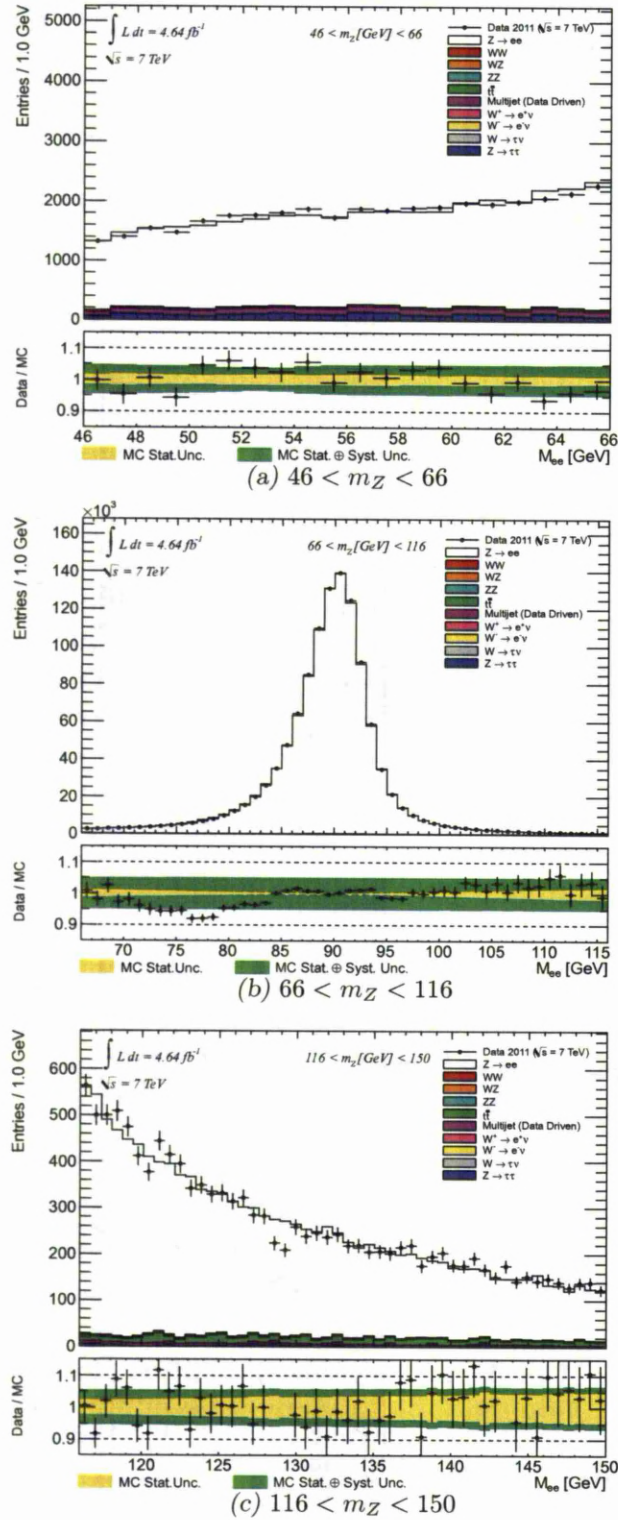 Entries / 1.0 GeV
5000
4000
3000
2000
1000
0
∫ L dt = 4.64 fb⁻¹
√s = 7 TeV
46 < m_Z [GeV] < 66
Data 2011 (√s = 7 TeV)
Z → ee
WW
WZ
ZZ
tt̄
Multijet (Data Driven)
W⁺ → e⁺ν
W⁻ → e⁻ν
W → τν
Z → ττ
Data / MC
1.1
1
0.9
46 48 50 52 54 56 58 60 62 64 66
M_ee [GeV]
MC Stat.Unc. MC Stat.⊕ Syst. Unc.
(a) 46 < m_Z < 66
×10³
Entries / 1.0 GeV
160
140
120
100
80
60
40
20
0
∫ L dt = 4.64 fb⁻¹
√s = 7 TeV
66 < m_Z [GeV] < 116
Data 2011 (√s = 7 TeV)
Z → ee
WW
WZ
ZZ
tt̄
Multijet (Data Driven)
W⁺ → e⁺ν
W⁻ → e⁻ν
W → τν
Z → ττ
Data / MC
1.1
1
0.9
70 75 80 85 90 95 100 105 110 115
M_ee [GeV]
MC Stat.Unc. MC Stat.⊕ Syst. Unc.
(b) 66 < m_Z < 116
Entries / 1.0 GeV
600
500
400
300
200
100
0
∫ L dt = 4.64 fb⁻¹
√s = 7 TeV
116 < m_Z [GeV] < 150
Data 2011 (√s = 7 TeV)
Z → ee
WW
WZ
ZZ
tt̄
Multijet (Data Driven)
W⁺ → e⁺ν
W⁻ → e⁻ν
W → τν
Z → ττ
Data / MC
1.1
1
0.9
120 125 130 135 140 145 150
M_ee [GeV]
MC Stat.Unc. MC Stat.⊕ Syst. Unc.
(c) 116 < m_Z < 150